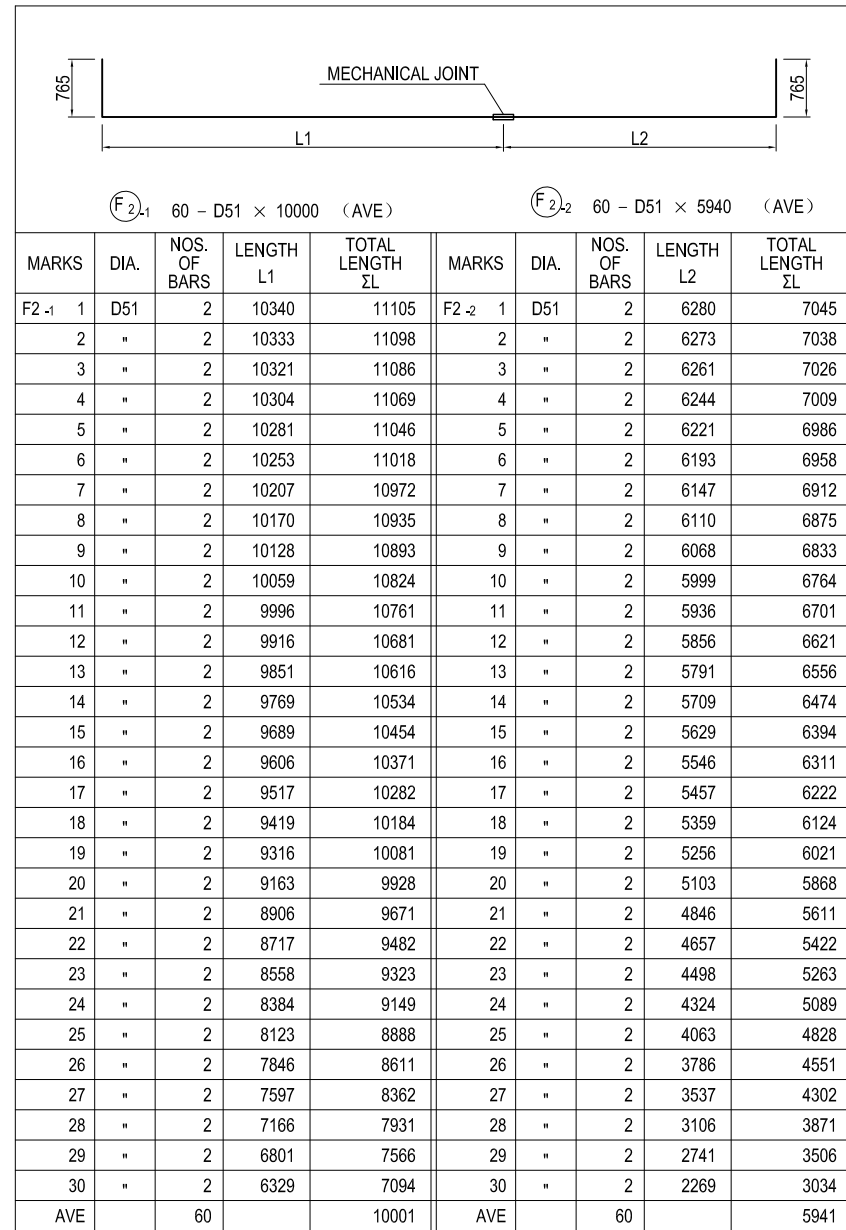 765
MECHANICAL JOINT
765
L1 L2
F 2 -1 60 – D51 × 10000 (AVE) F 2 -2 60 – D51 × 5940 (AVE)
MARKS DIA. NOS. OF BARS LENGTH L1 TOTAL LENGTH ΣL MARKS DIA. NOS. OF BARS LENGTH L2 TOTAL LENGTH ΣL
F2 -1 1 D51 2 10340 11105 F2 -2 1 D51 2 6280 7045
2 " 2 10333 11098 2 " 2 6273 7038
3 " 2 10321 11086 3 " 2 6261 7026
4 " 2 10304 11069 4 " 2 6244 7009
5 " 2 10281 11046 5 " 2 6221 6986
6 " 2 10253 11018 6 " 2 6193 6958
7 " 2 10207 10972 7 " 2 6147 6912
8 " 2 10170 10935 8 " 2 6110 6875
9 " 2 10128 10893 9 " 2 6068 6833
10 " 2 10059 10824 10 " 2 5999 6764
11 " 2 9996 10761 11 " 2 5936 6701
12 " 2 9916 10681 12 " 2 5856 6621
13 " 2 9851 10616 13 " 2 5791 6556
14 " 2 9769 10534 14 " 2 5709 6474
15 " 2 9689 10454 15 " 2 5629 6394
16 " 2 9606 10371 16 " 2 5546 6311
17 " 2 9517 10282 17 " 2 5457 6222
18 " 2 9419 10184 18 " 2 5359 6124
19 " 2 9316 10081 19 " 2 5256 6021
20 " 2 9163 9928 20 " 2 5103 5868
21 " 2 8906 9671 21 " 2 4846 5611
22 " 2 8717 9482 22 " 2 4657 5422
23 " 2 8558 9323 23 " 2 4498 5263
24 " 2 8384 9149 24 " 2 4324 5089
25 " 2 8123 8888 25 " 2 4063 4828
26 " 2 7846 8611 26 " 2 3786 4551
27 " 2 7597 8362 27 " 2 3537 4302
28 " 2 7166 7931 28 " 2 3106 3871
29 " 2 6801 7566 29 " 2 2741 3506
30 " 2 6329 7094 30 " 2 2269 3034
AVE 60 10001 AVE 60 5941